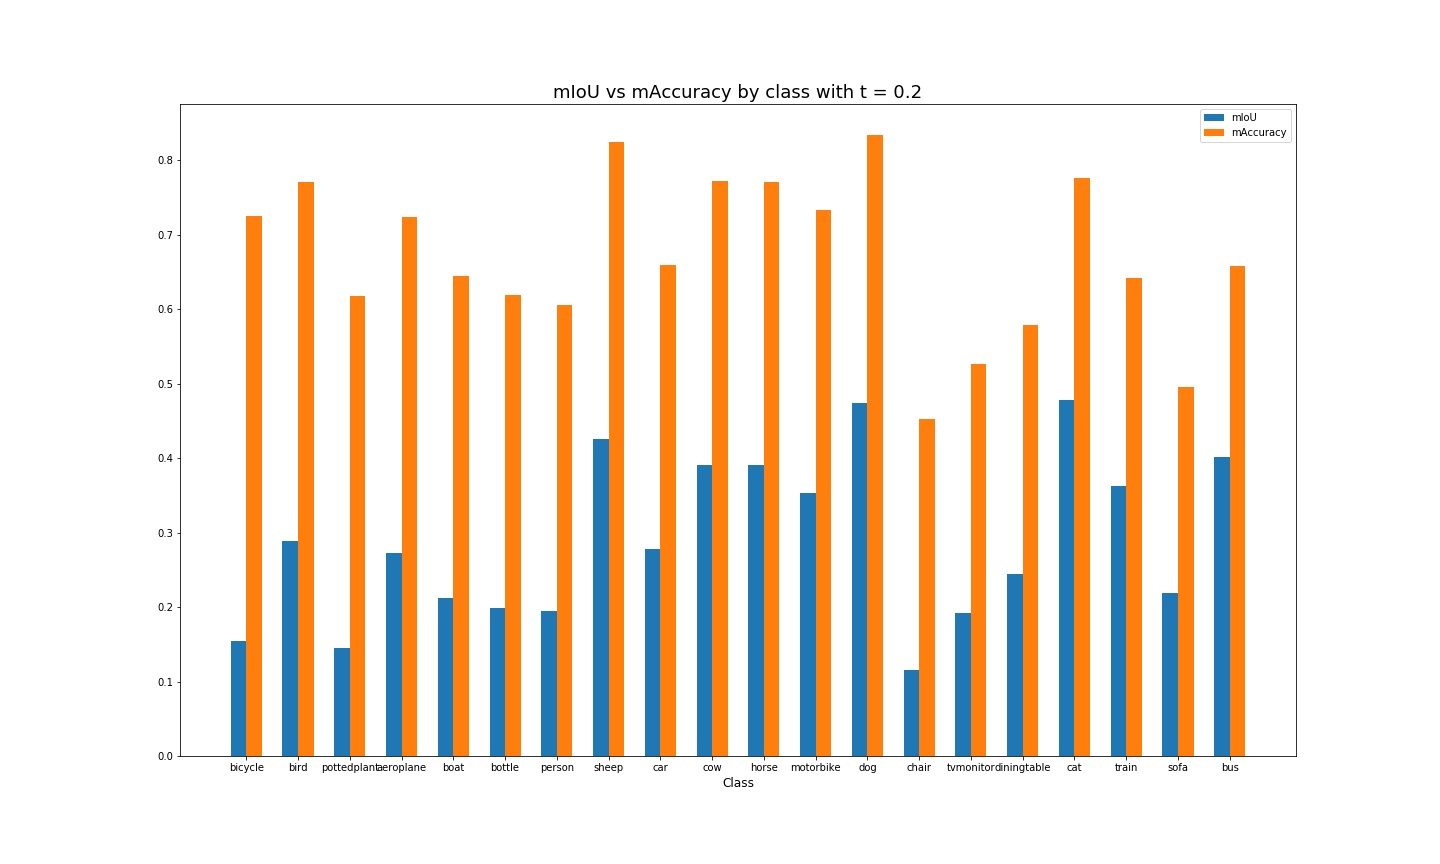 mIoU vs mAccuracy by class with t = 0.2
mIoU
mAccuracy
0.8
0.7
0.6
0.5
0.4
0.3
0.2
0.1
0.0
bicycle bird pottedplant aeroplane boat bottle person sheep car cow horse motorbike dog chair tvmonitor diningtable cat train sofa bus
Class